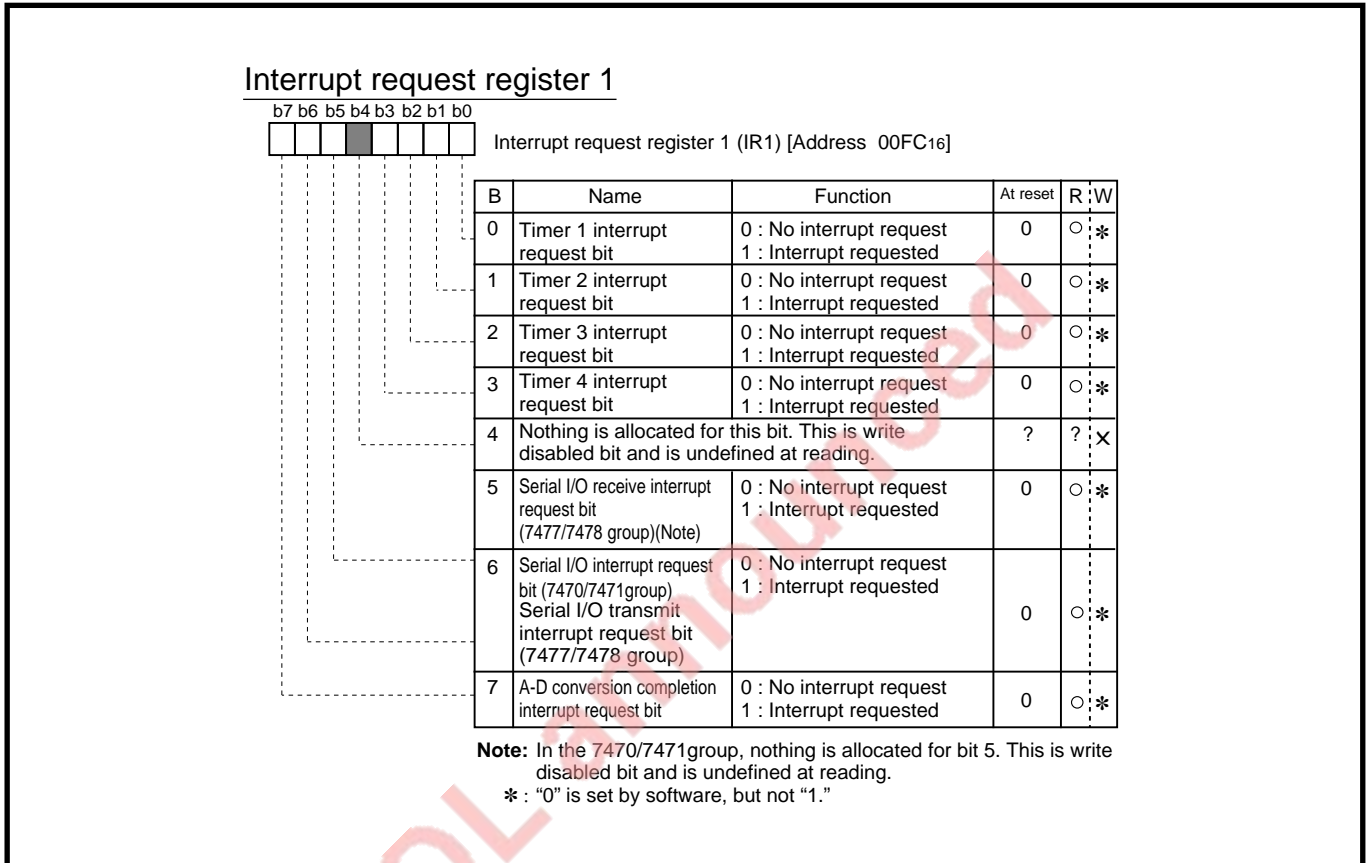 Interrupt request register 1
b7 b6 b5 b4 b3 b2 b1 b0
Interrupt request register 1 (IR1) [Address 00FC16]
B Name Function At reset R W
0 Timer 1 interrupt request bit 0 : No interrupt request 1 : Interrupt requested 0 ○ ✻
1 Timer 2 interrupt request bit 0 : No interrupt request 1 : Interrupt requested 0 ○ ✻
2 Timer 3 interrupt request bit 0 : No interrupt request 1 : Interrupt requested 0 ○ ✻
3 Timer 4 interrupt request bit 0 : No interrupt request 1 : Interrupt requested 0 ○ ✻
4 Nothing is allocated for this bit. This is write disabled bit and is undefined at reading. ? ? ×
5 Serial I/O receive interrupt request bit (7477/7478 group)(Note) 0 : No interrupt request 1 : Interrupt requested 0 ○ ✻
6 Serial I/O interrupt request bit (7470/7471group) Serial I/O transmit interrupt request bit (7477/7478 group) 0 : No interrupt request 1 : Interrupt requested 0 ○ ✻
7 A-D conversion completion interrupt request bit 0 : No interrupt request 1 : Interrupt requested 0 ○ ✻
Note: In the 7470/7471group, nothing is allocated for bit 5. This is write
disabled bit and is undefined at reading.
✻ : “0” is set by software, but not “1.”
OL announced